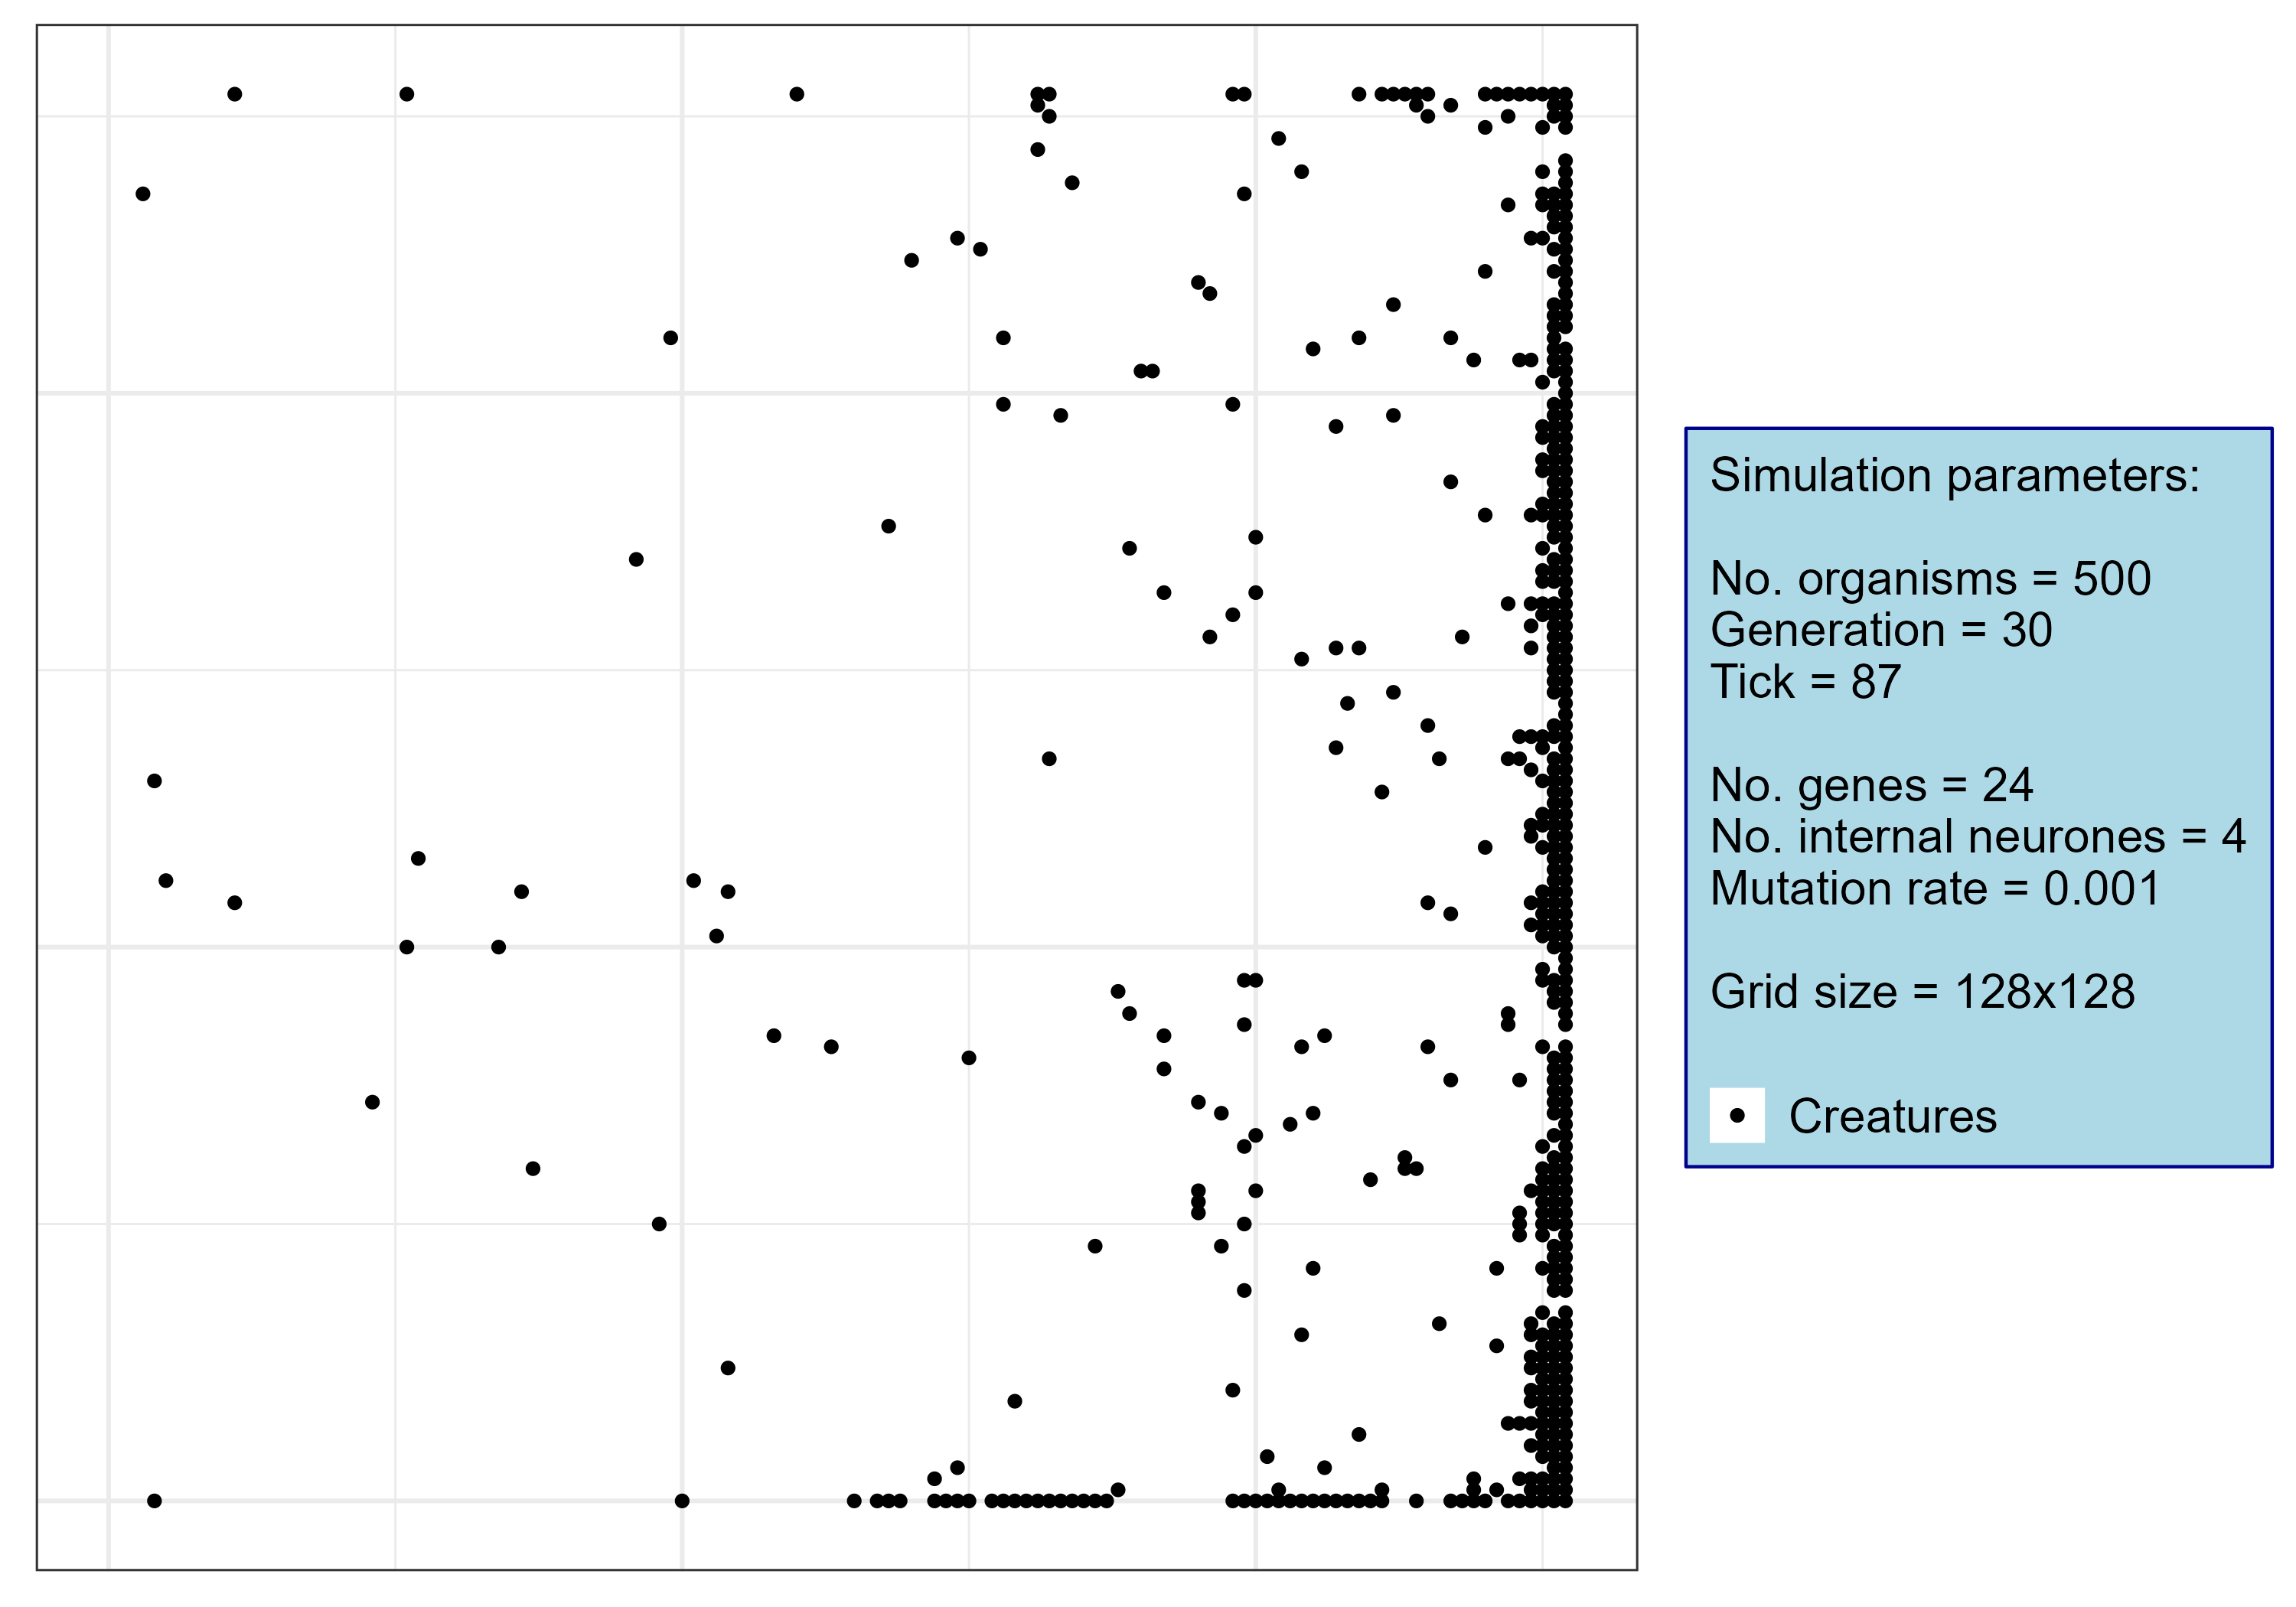 Simulation parameters:
No. organisms = 500
Generation = 30
Tick = 87
No. genes = 24
No. internal neurones = 4
Mutation rate = 0.001
Grid size = 128x128
Creatures